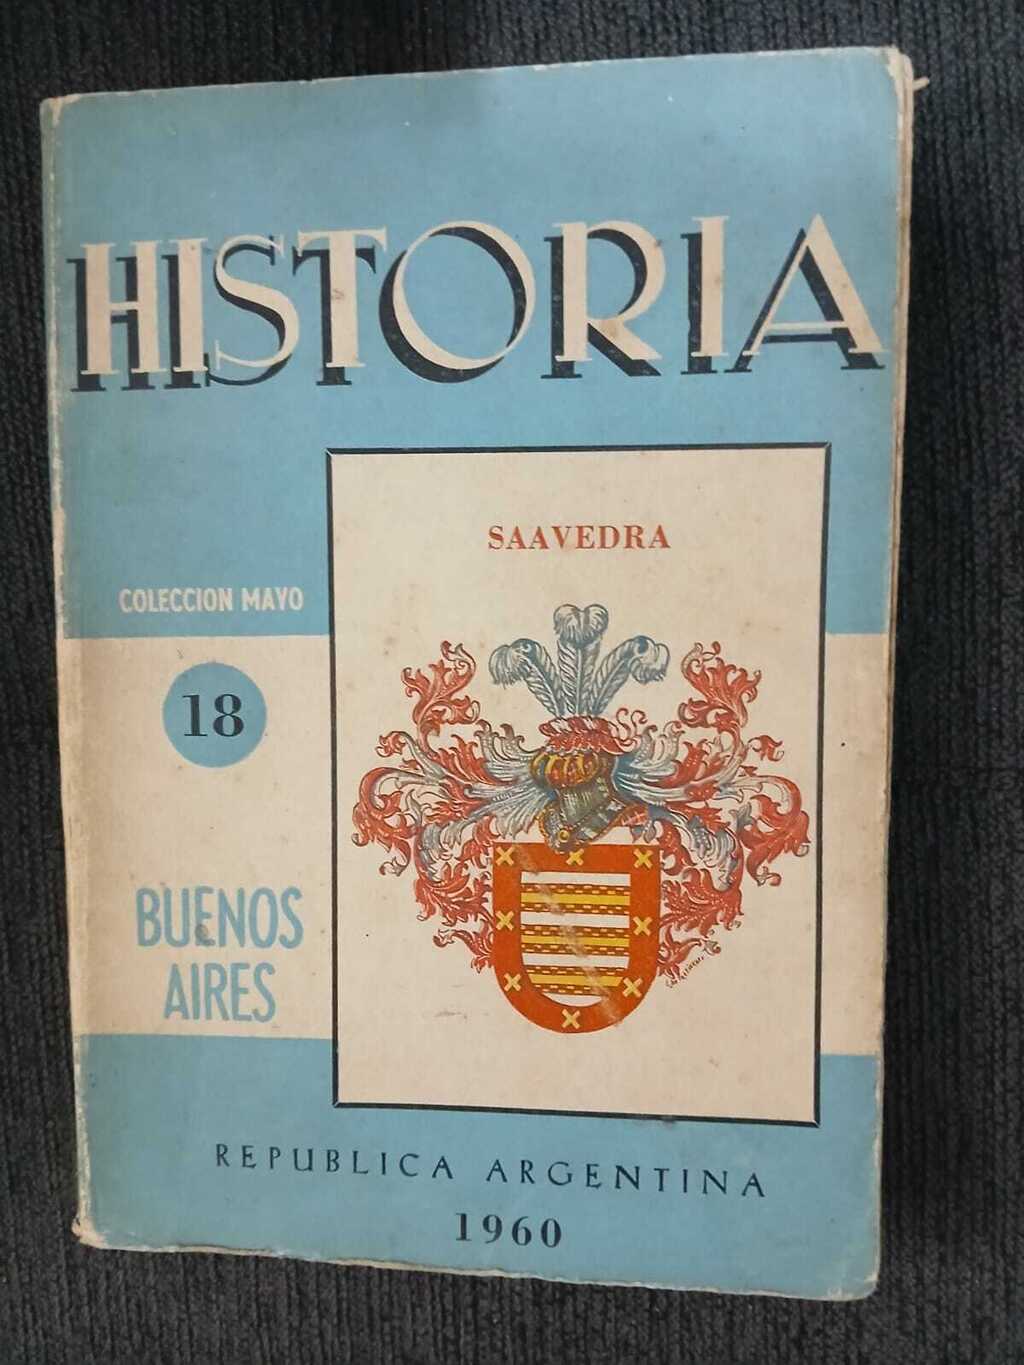 HISTORIA
SAAVEDRA
COLECCION MAYO
18
BUENOS
AIRES
REPUBLICA ARGENTINA
1960